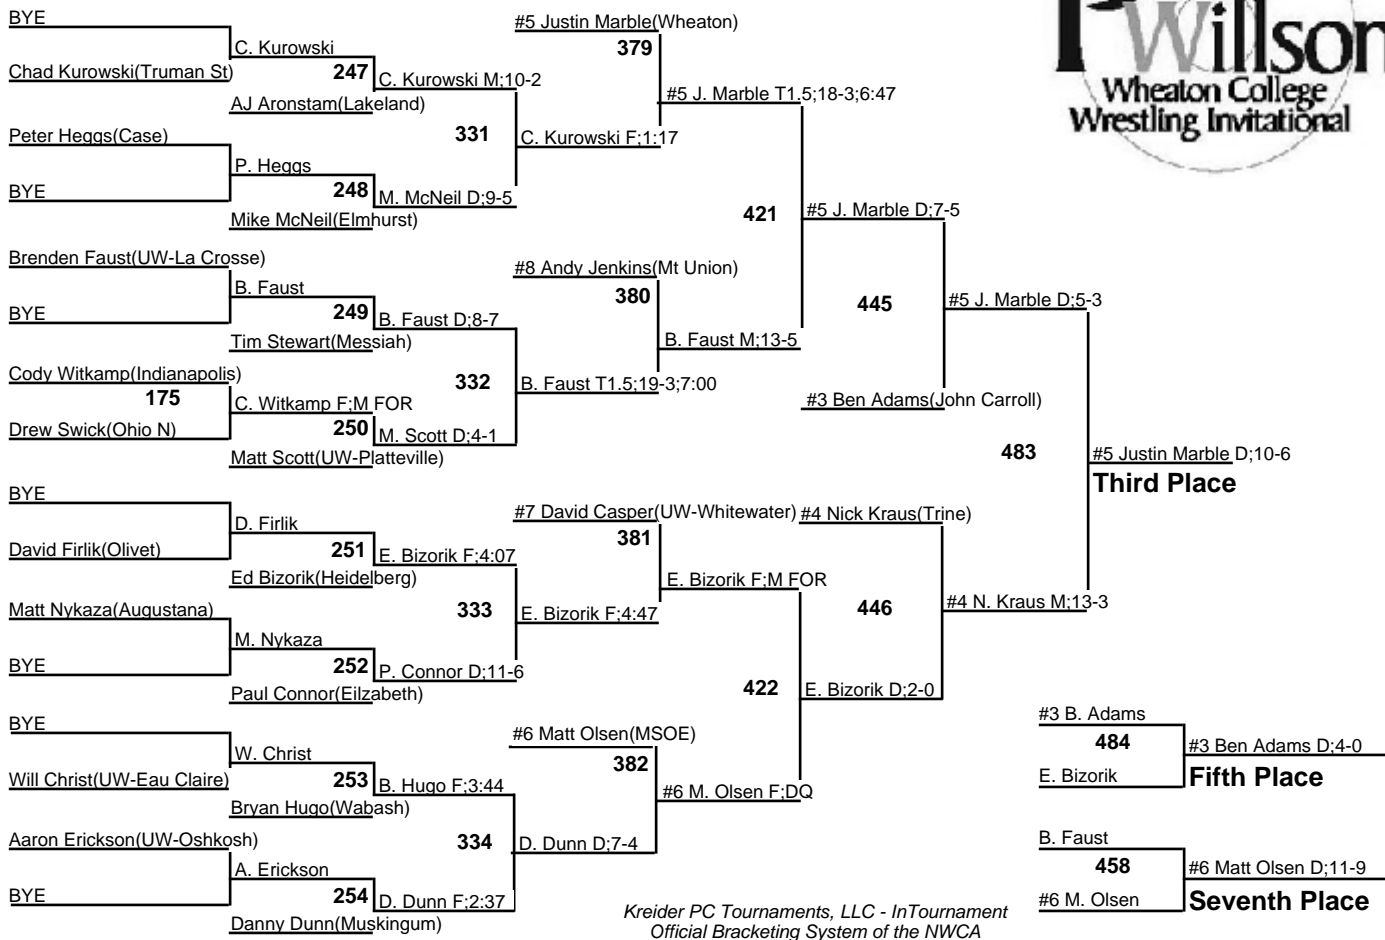 BYE
#5 Justin Marble(Wheaton)
Willson
Wheaton College
Wrestling Invitational
C. Kurowski
379
Chad Kurowski(Truman St)
247
C. Kurowski M;10-2
#5 J. Marble T1.5;18-3;6:47
AJ Aronstam(Lakeland)
331
C. Kurowski F;1:17
Peter Heggs(Case)
P. Heggs
248
M. McNeil D;9-5
BYE
Mike McNeil(Elmhurst)
421
#5 J. Marble D;7-5
Brenden Faust(UW-La Crosse)
#8 Andy Jenkins(Mt Union)
B. Faust
380
445
#5 J. Marble D;5-3
BYE
249
B. Faust D;8-7
Tim Stewart(Messiah)
B. Faust M;13-5
Cody Witkamp(Indianapolis)
175
332
B. Faust T1.5;19-3;7:00
C. Witkamp F;M FOR
#3 Ben Adams(John Carroll)
Drew Swick(Ohio N)
250
M. Scott D;4-1
Matt Scott(UW-Platteville)
483
#5 Justin Marble D;10-6
Third Place
BYE
#7 David Casper(UW-Whitewater)
#4 Nick Kraus(Trine)
D. Firlik
381
David Firlik(Olivet)
251
E. Bizorik F;4:07
Ed Bizorik(Heidelberg)
E. Bizorik F;M FOR
446
#4 N. Kraus M;13-3
Matt Nykaza(Augustana)
333
E. Bizorik F;4:47
M. Nykaza
BYE
252
P. Connor D;11-6
Paul Connor(Eilzabeth)
422
E. Bizorik D;2-0
BYE
#6 Matt Olsen(MSOE)
#3 B. Adams
W. Christ
382
484
#3 Ben Adams D;4-0
Will Christ(UW-Eau Claire)
253
B. Hugo F;3:44
#6 M. Olsen F;DQ
E. Bizorik
Fifth Place
Bryan Hugo(Wabash)
Aaron Erickson(UW-Oshkosh)
334
D. Dunn D;7-4
B. Faust
A. Erickson
458
#6 Matt Olsen D;11-9
BYE
254
D. Dunn F;2:37
#6 M. Olsen
Seventh Place
Danny Dunn(Muskingum)
Kreider PC Tournaments, LLC - InTournament
Official Bracketing System of the NWCA